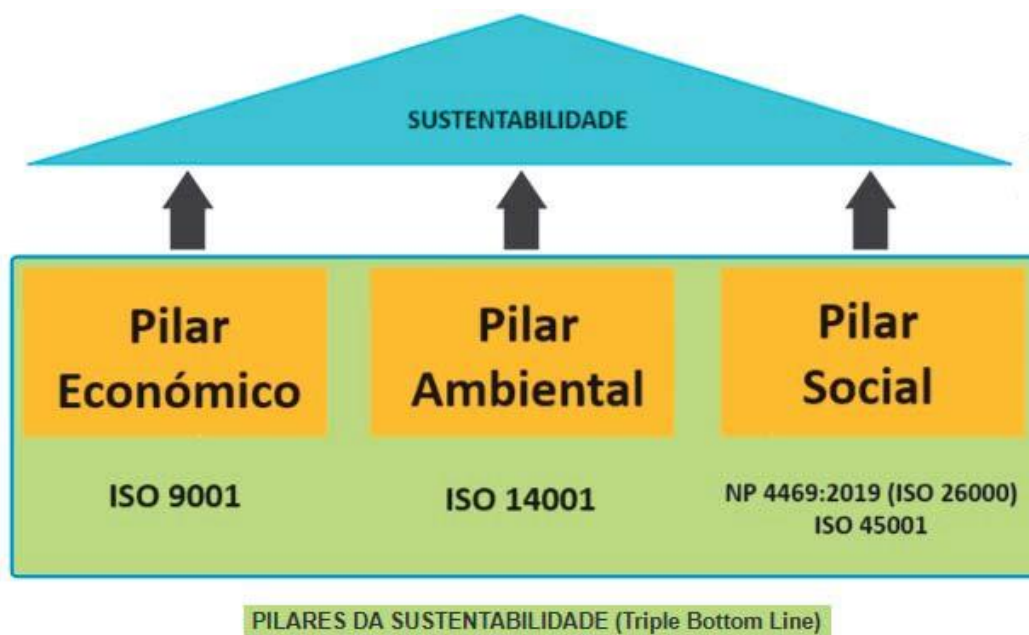 SUSTENTABILIDADE
Pilar
Económico
Pilar
Ambiental
Pilar
Social
ISO 9001
ISO 14001
NP 4469:2019 (ISO 26000)
ISO 45001
PILARES DA SUSTENTABILIDADE (Triple Bottom Line)